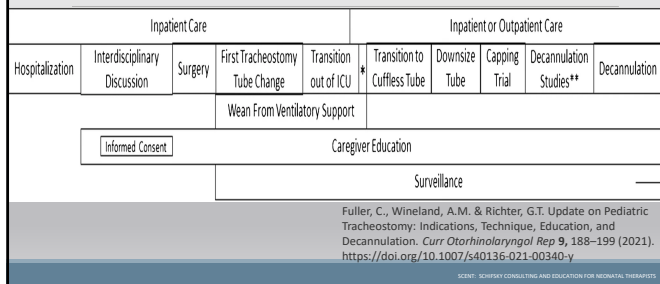 Inpatient Care
Inpatient or Outpatient Care
Hospitalization
Interdisciplinary
Discussion
Surgery
First Tracheostomy
Tube Change
Transition
out of ICU
*
Transition to
Cuffless Tube
Downsize
Tube
Capping
Trial
Decannulation
Studies**
Decannulation
Wean From Ventilatory Support
Informed Consent
Caregiver Education
Surveillance
Fuller, C., Wineland, A.M. & Richter, G.T. Update on Pediatric
Tracheostomy: Indications, Technique, Education, and
Decannulation. Curr Otorhinolaryngol Rep 9, 188–199 (2021).
https://doi.org/10.1007/s40136-021-00340-y
SCENT: SCHIFSKY CONSULTING AND EDUCATION FOR NEONATAL THERAPISTS